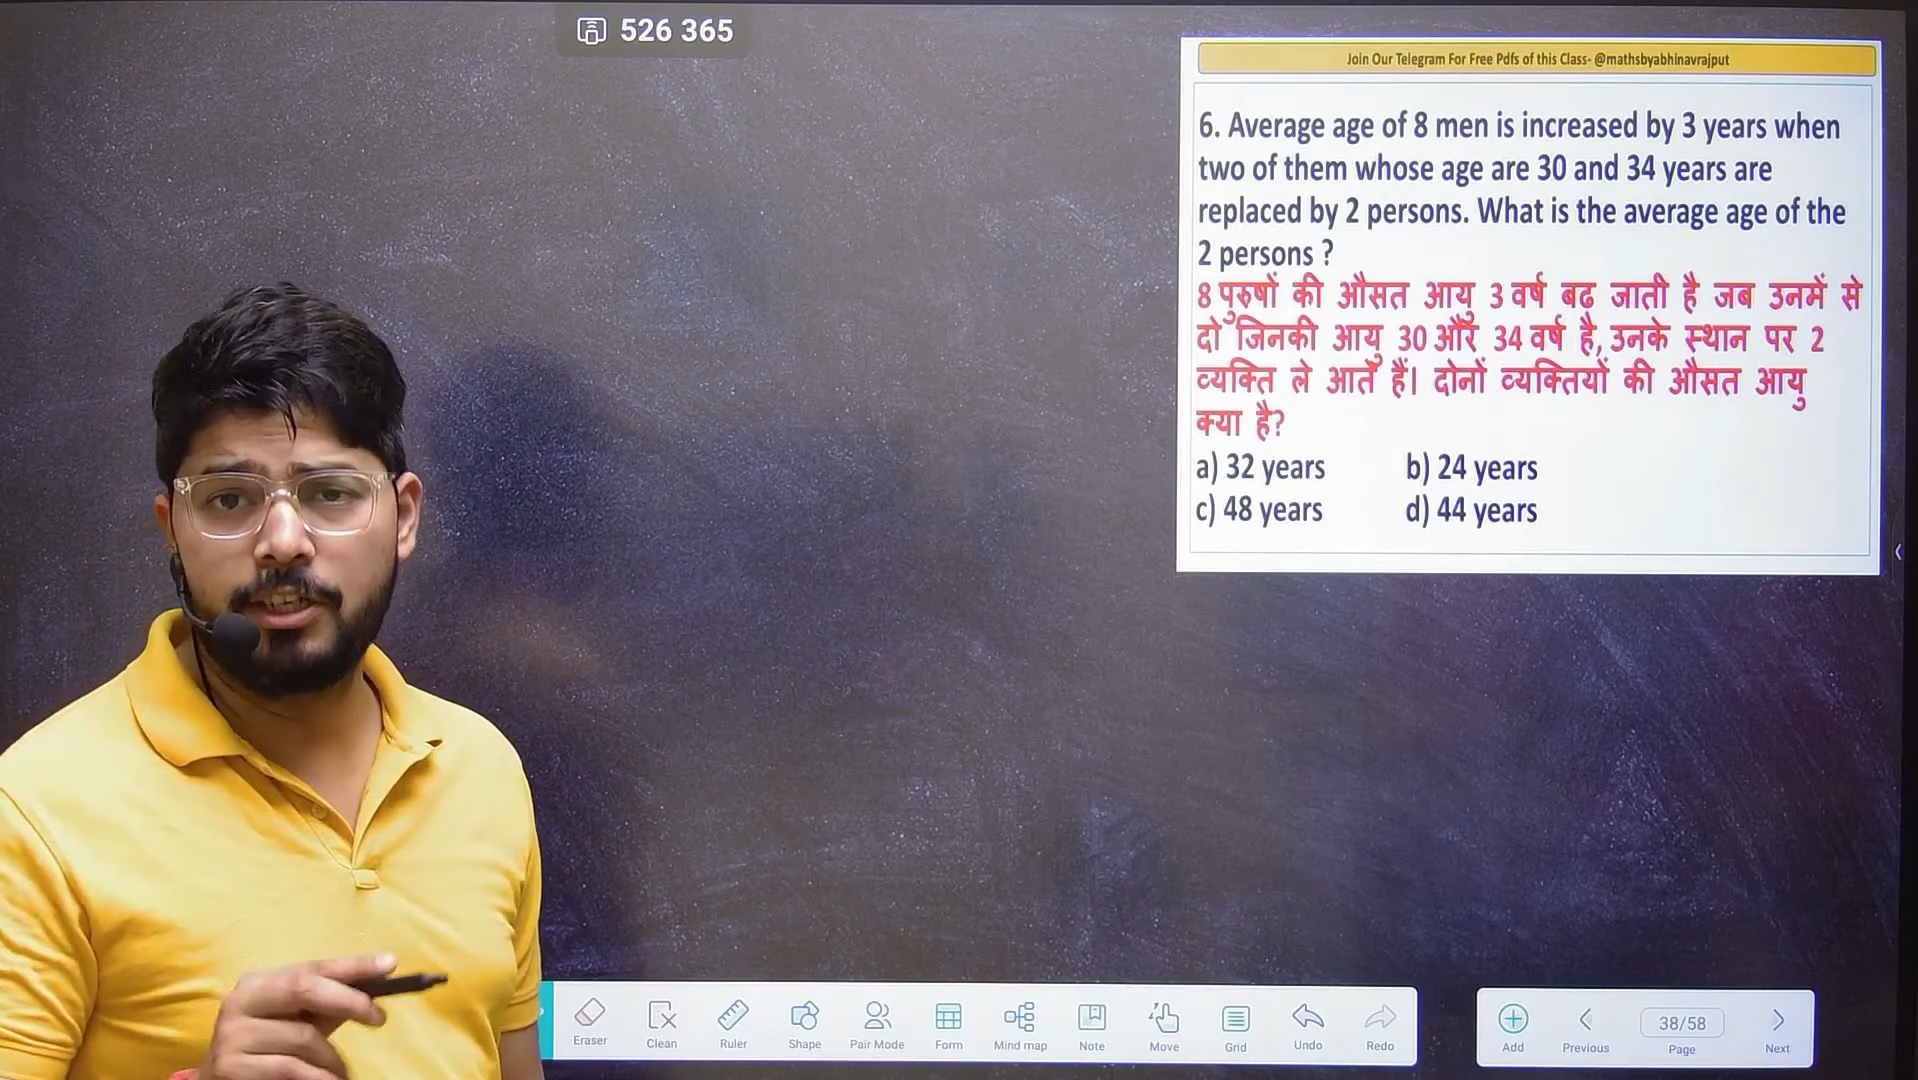 526 365
Join Our Telegram For Free Pdfs of this Class- @mathsbyabhinavrajput
6. Average age of 8 men is increased by 3 years when
two of them whose age are 30 and 34 years are
replaced by 2 persons. What is the average age of the
2 persons ?
8 पुरुषों की औसत आयु 3 वर्ष बढ़ जाती है जब उनमें से
दो जिनकी आयु 30 और 34 वर्ष है, उनके स्थान पर 2
व्यक्ति ले आते हैं। दोनों व्यक्तियों की औसत आयु
क्या है?
a) 32 years b) 24 years
c) 48 years d) 44 years
Eraser Clean Ruler Shape Pair Mode Form Mind map Note Move Grid Undo Redo
Add Previous 38/58 Page Next